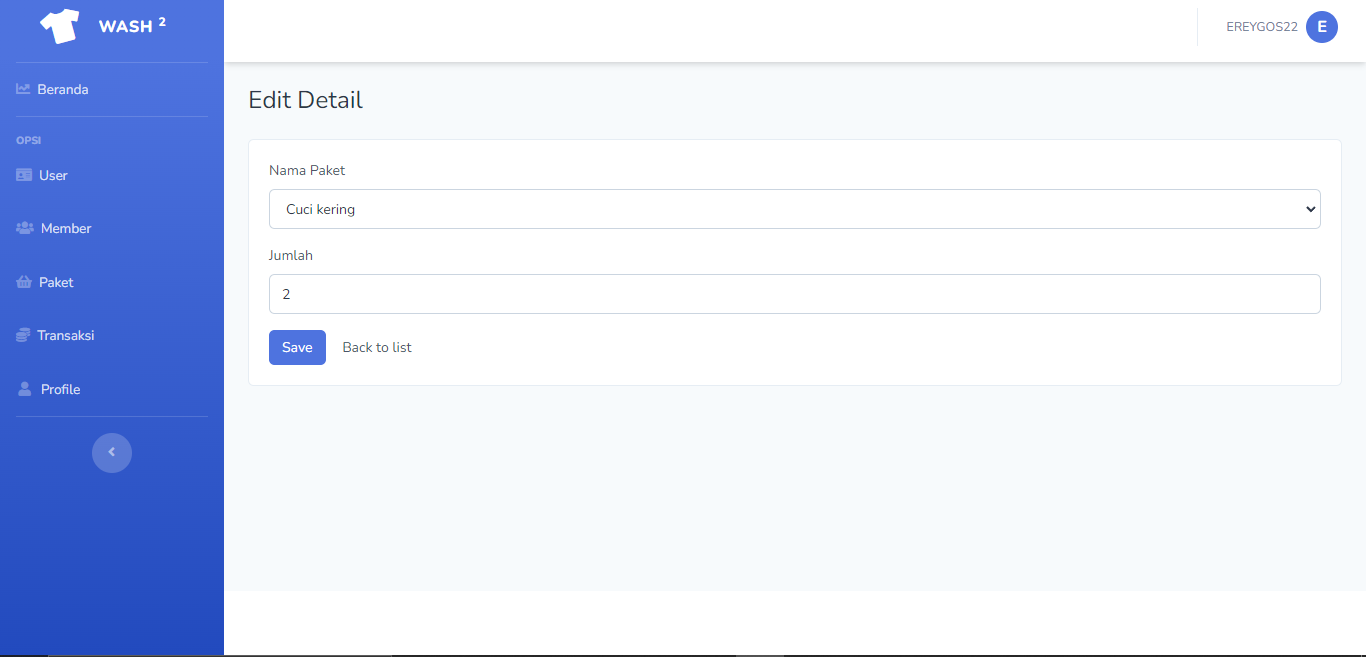 WASH 2
EREYGOS22 E
Beranda
Edit Detail
OPSI
Nama Paket
User
Cuci kering
Member
Jumlah
Paket
2
Transaksi
Save Back to list
Profile